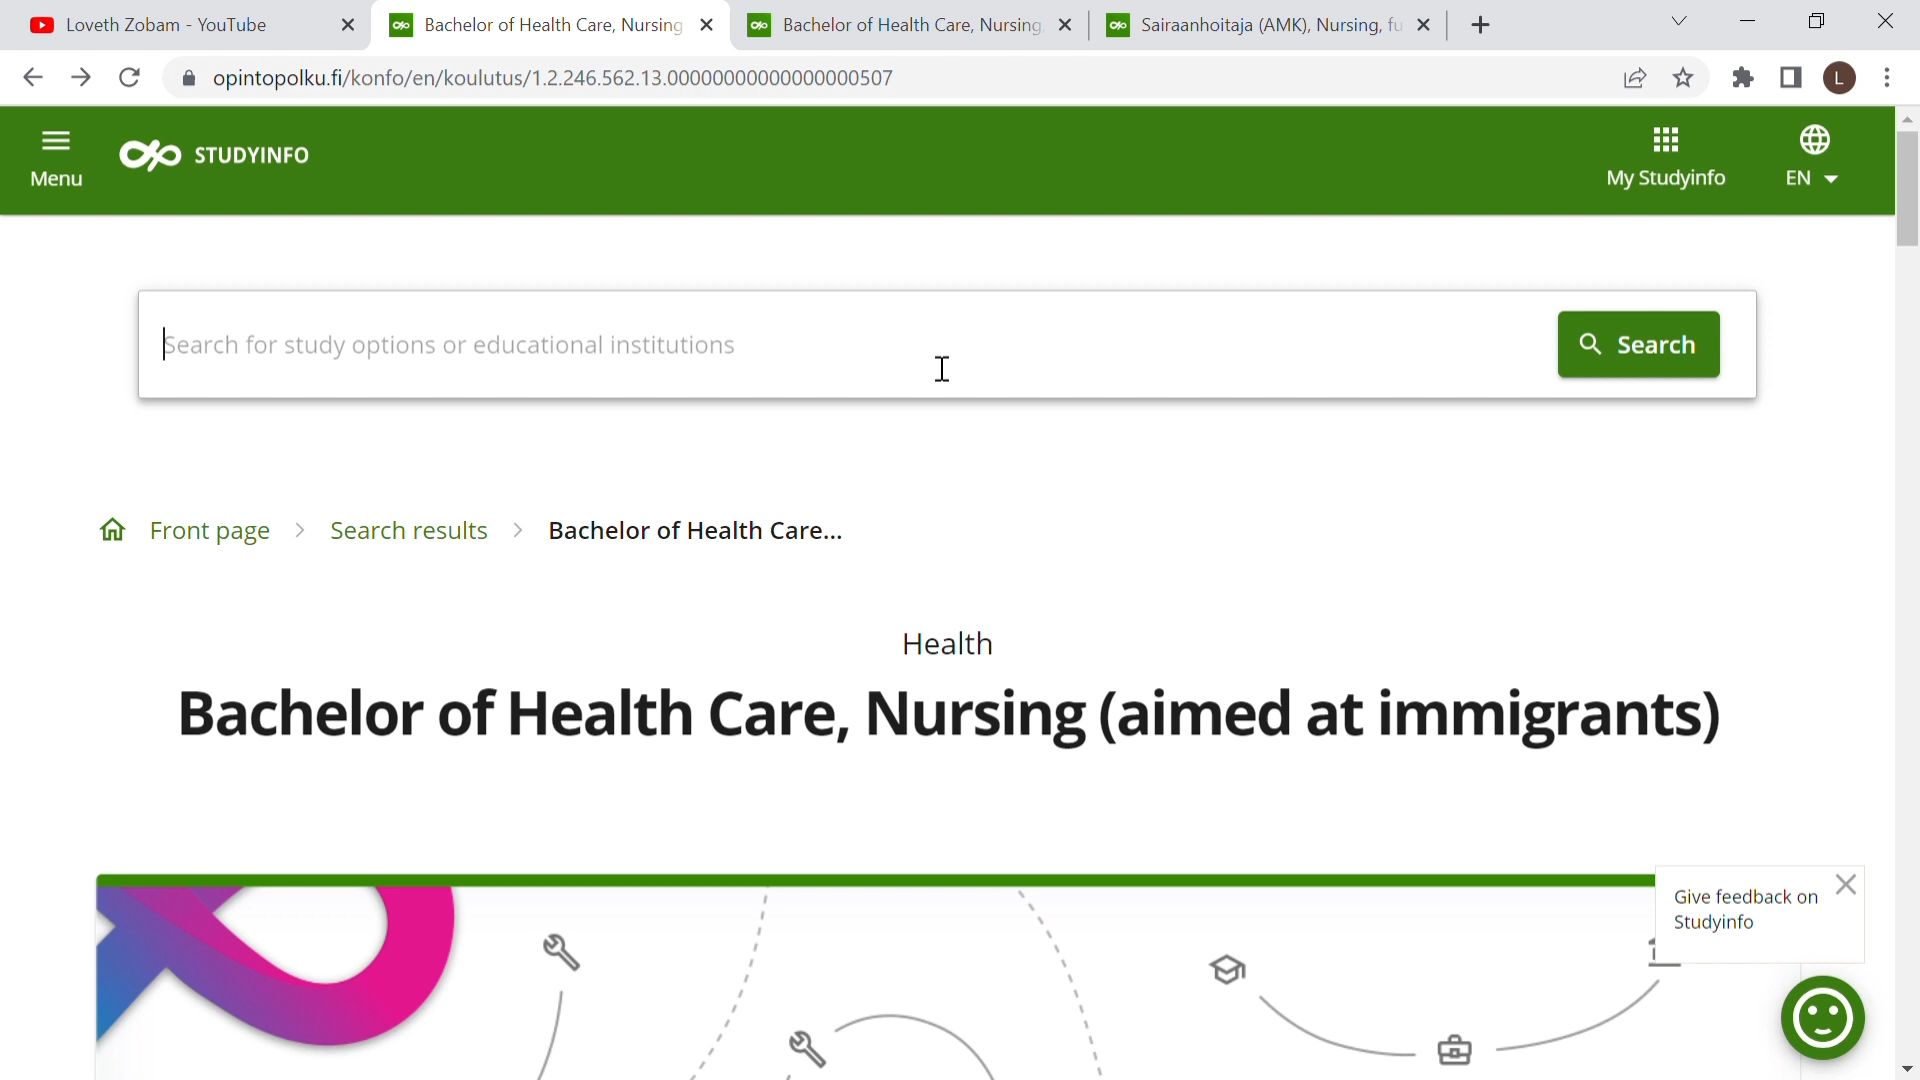 Loveth Zobam - YouTube
Bachelor of Health Care, Nursing
Bachelor of Health Care, Nursing,
Sairaanhoitaja (AMK), Nursing, fu
opintopolku.fi/konfo/en/koulutus/1.2.246.562.13.00000000000000000507
L
Menu
STUDYINFO
My Studyinfo
EN
Search for study options or educational institutions
Search
Front page > Search results > Bachelor of Health Care...
Health
Bachelor of Health Care, Nursing (aimed at immigrants)
Give feedback on
Studyinfo